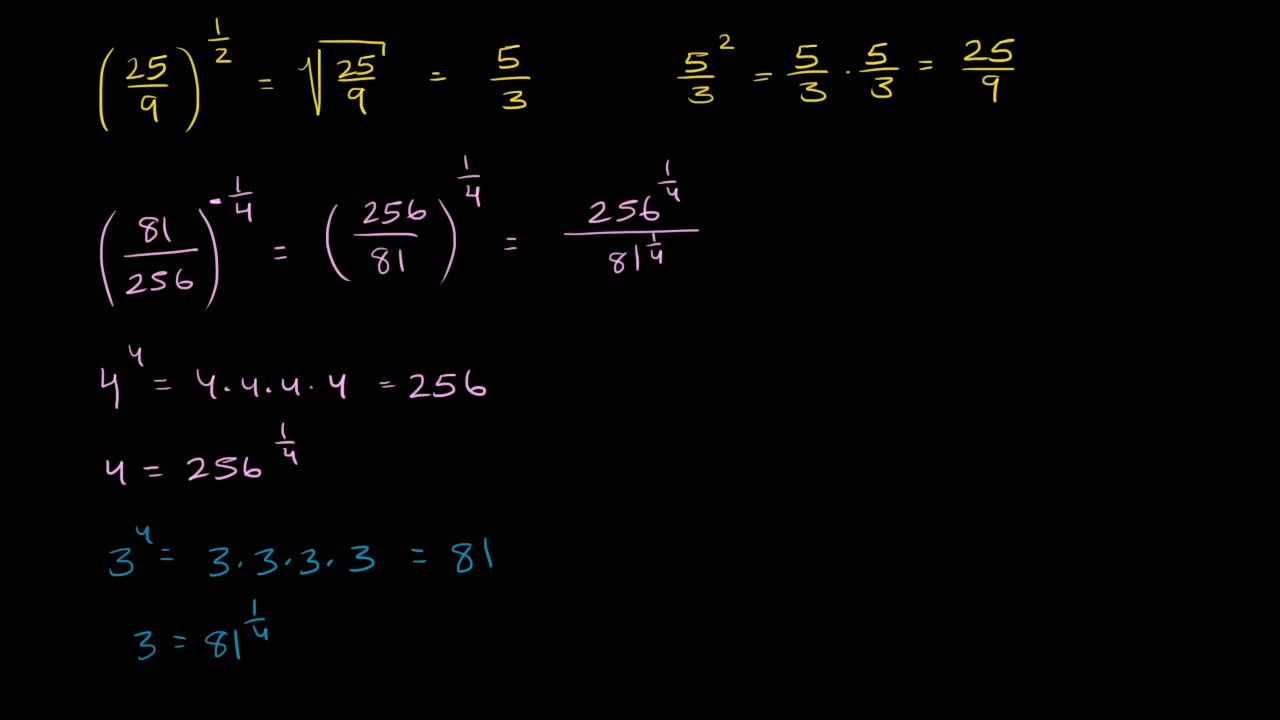 (25/9)^(1/2) = √(25/9) = 5/3    5^2/3 = 5/3 · 5/3 = 25/9
(81/256)^(-1/4) = (256/81)^(1/4) = 256^(1/4)/81^(1/4)
4^4 = 4·4·4·4 = 256
4 = 256^(1/4)
3^4 = 3·3·3·3 = 81
3 = 81^(1/4)